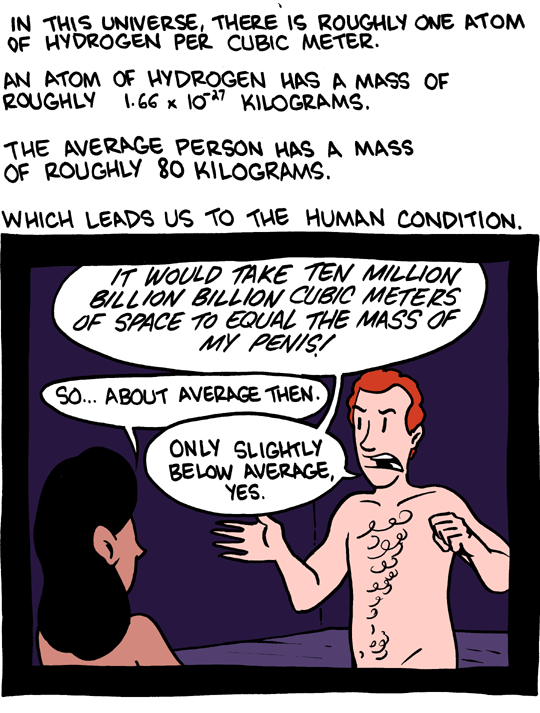 IN THIS UNIVERSE, THERE IS ROUGHLY ONE ATOM
OF HYDROGEN PER CUBIC METER.
AN ATOM OF HYDROGEN HAS A MASS OF
ROUGHLY 1.66 x 10⁻²⁷ KILOGRAMS.
THE AVERAGE PERSON HAS A MASS
OF ROUGHLY 80 KILOGRAMS.
WHICH LEADS US TO THE HUMAN CONDITION.
IT WOULD TAKE TEN MILLION
BILLION BILLION CUBIC METERS
OF SPACE TO EQUAL THE MASS OF
MY PENIS!
SO... ABOUT AVERAGE THEN.
ONLY SLIGHTLY
BELOW AVERAGE,
YES.